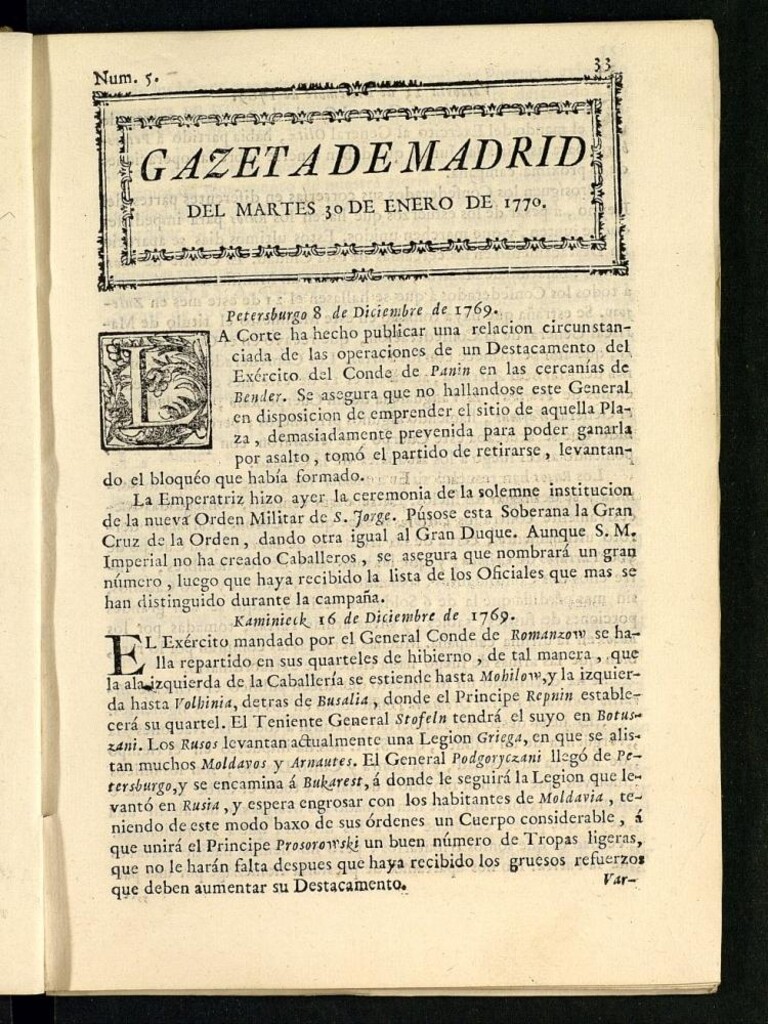 Num. 5.
33
GAZETA DE MADRID
DEL MARTES 30 DE ENERO DE 1770.
Petersburgo 8 de Diciembre de 1769.
LA Corte ha hecho publicar una relacion circunstan-
ciada de las operaciones de un Destacamento del
Exército del Conde de Panin en las cercanías de
Bender. Se asegura que no hallandose este General
en disposicion de emprender el sitio de aquella Pla-
za, demasiadamente prevenida para poder ganarla
por asalto, tomó el partido de retirarse, levantan-
do el bloquéo que había formado.
La Emperatriz hizo ayer la ceremonia de la solemne institucion
de la nueva Orden Militar de S. Jorge. Púsose esta Soberana la Gran
Cruz de la Orden, dando otra igual al Gran Duque. Aunque S. M.
Imperial no ha creado Caballeros, se asegura que nombrará un gran
número, luego que haya recibido la lista de los Oficiales que mas se
han distinguido durante la campaña.
Kaminieck 16 de Diciembre de 1769.
EL Exército mandado por el General Conde de Romanzow se ha-
lla repartido en sus quarteles de hibierno, de tal manera, que
la ala izquierda de la Caballería se estiende hasta Mohilow, y la izquier-
da hasta Volhinia, detras de Busalia, donde el Principe Repnin estable-
cerá su quartel. El Teniente General Stofeln tendrá el suyo en Botus-
zani. Los Rusos levantan actualmente una Legion Griega, en que se alis-
tan muchos Moldavos y Arnautes. El General Podgoryczani llegó de Pe-
tersburgo, y se encamina á Bukarest, á donde le seguirá la Legion que le-
vantó en Rusia, y espera engrosar con los habitantes de Moldavia, te-
niendo de este modo baxo de sus órdenes un Cuerpo considerable, á
que unirá el Principe Prosorowski un buen número de Tropas ligeras,
que no le harán falta despues que haya recibido los gruesos refuerzos
que deben aumentar su Destacamento.
Var-